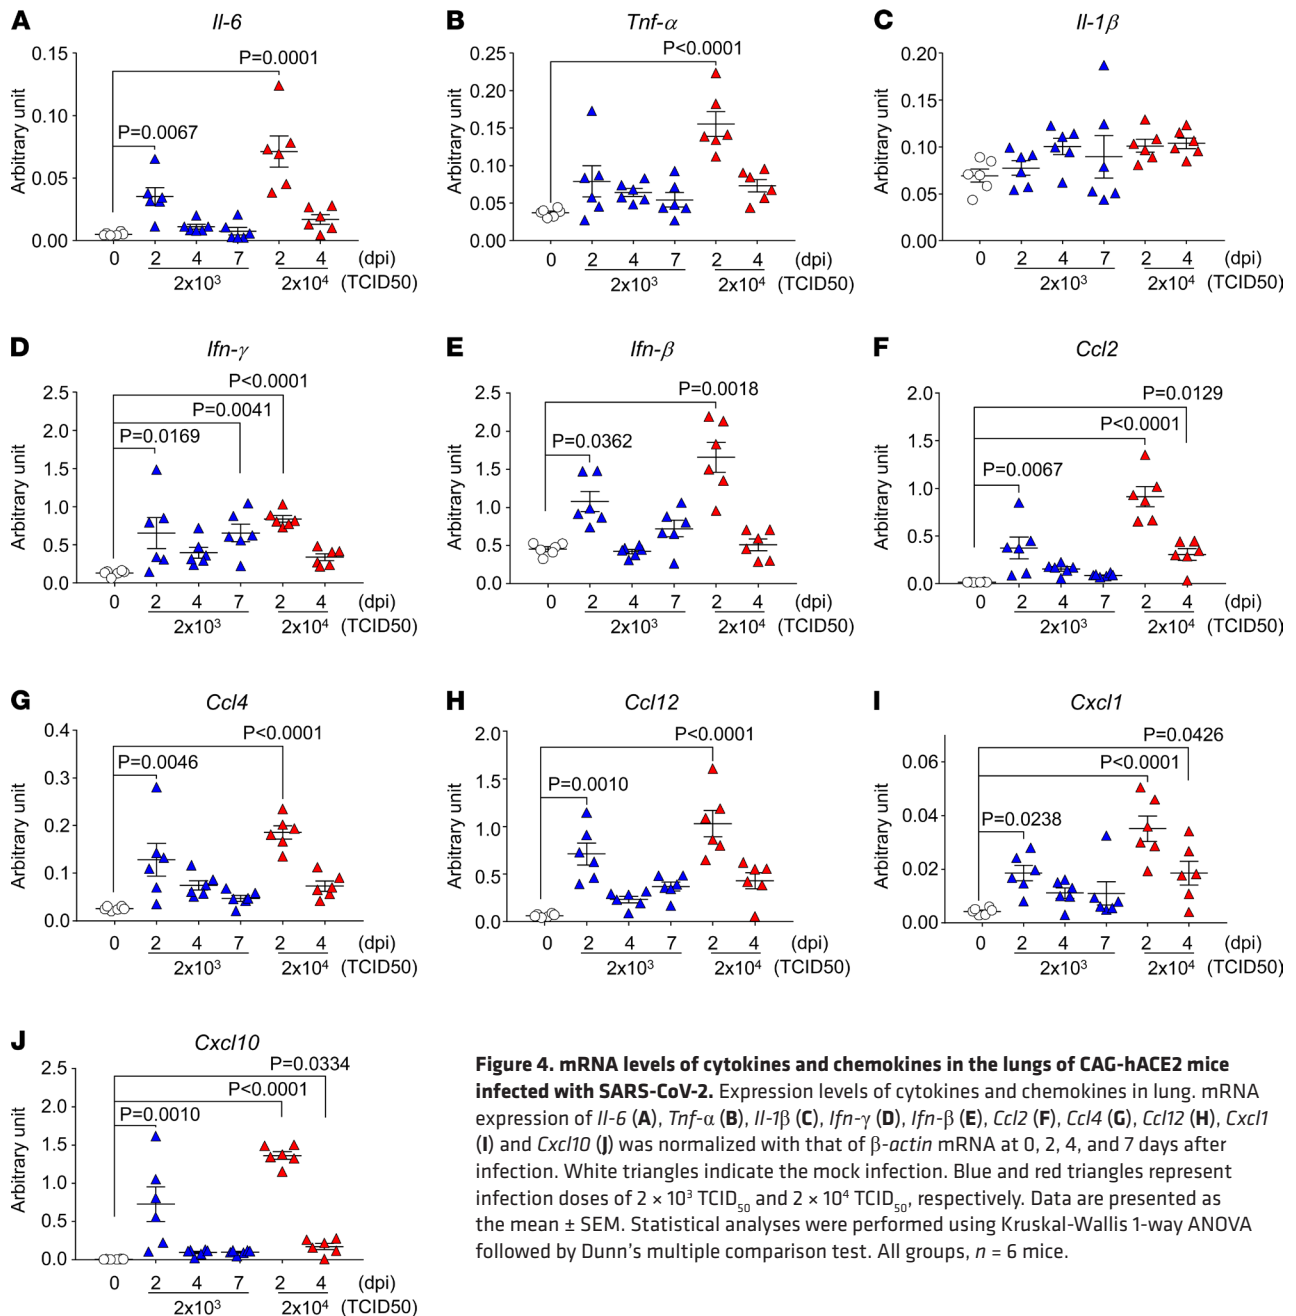 A
Il-6
0.15
0.10
0.05
0.00
Arbitrary unit
P=0.0001
P=0.0067
0 2 4 7 2 4 (dpi)
2x10³ 2x10⁴ (TCID50)
B
Tnf-α
0.25
0.20
0.15
0.10
0.05
0.00
Arbitrary unit
P<0.0001
0 2 4 7 2 4 (dpi)
2x10³ 2x10⁴ (TCID50)
C
Il-1β
0.20
0.15
0.10
0.05
0.00
Arbitrary unit
0 2 4 7 2 4 (dpi)
2x10³ 2x10⁴ (TCID50)
D
Ifn-γ
2.5
2.0
1.5
1.0
0.5
0.0
Arbitrary unit
P<0.0001
P=0.0041
P=0.0169
0 2 4 7 2 4 (dpi)
2x10³ 2x10⁴ (TCID50)
E
Ifn-β
2.5
2.0
1.5
1.0
0.5
0.0
Arbitrary unit
P=0.0018
P=0.0362
0 2 4 7 2 4 (dpi)
2x10³ 2x10⁴ (TCID50)
F
Ccl2
2.0
1.5
1.0
0.5
0.0
Arbitrary unit
P=0.0129
P<0.0001
P=0.0067
0 2 4 7 2 4 (dpi)
2x10³ 2x10⁴ (TCID50)
G
Ccl4
0.4
0.3
0.2
0.1
0.0
Arbitrary unit
P<0.0001
P=0.0046
0 2 4 7 2 4 (dpi)
2x10³ 2x10⁴ (TCID50)
H
Ccl12
2.0
1.5
1.0
0.5
0.0
Arbitrary unit
P<0.0001
P=0.0010
0 2 4 7 2 4 (dpi)
2x10³ 2x10⁴ (TCID50)
I
Cxcl1
0.06
0.04
0.02
0.00
Arbitrary unit
P=0.0426
P<0.0001
P=0.0238
0 2 4 7 2 4 (dpi)
2x10³ 2x10⁴ (TCID50)
J
Cxcl10
2.5
2.0
1.5
1.0
0.5
0.0
Arbitrary unit
P=0.0334
P<0.0001
P=0.0010
0 2 4 7 2 4 (dpi)
2x10³ 2x10⁴ (TCID50)
Figure 4. mRNA levels of cytokines and chemokines in the lungs of CAG-hACE2 mice
infected with SARS-CoV-2. Expression levels of cytokines and chemokines in lung. mRNA
expression of Il-6 (A), Tnf-α (B), Il-1β (C), Ifn-γ (D), Ifn-β (E), Ccl2 (F), Ccl4 (G), Ccl12 (H), Cxcl1
(I) and Cxcl10 (J) was normalized with that of β-actin mRNA at 0, 2, 4, and 7 days after
infection. White triangles indicate the mock infection. Blue and red triangles represent
infection doses of 2 × 10³ TCID₅₀ and 2 × 10⁴ TCID₅₀, respectively. Data are presented as
the mean ± SEM. Statistical analyses were performed using Kruskal-Wallis 1-way ANOVA
followed by Dunn's multiple comparison test. All groups, n = 6 mice.